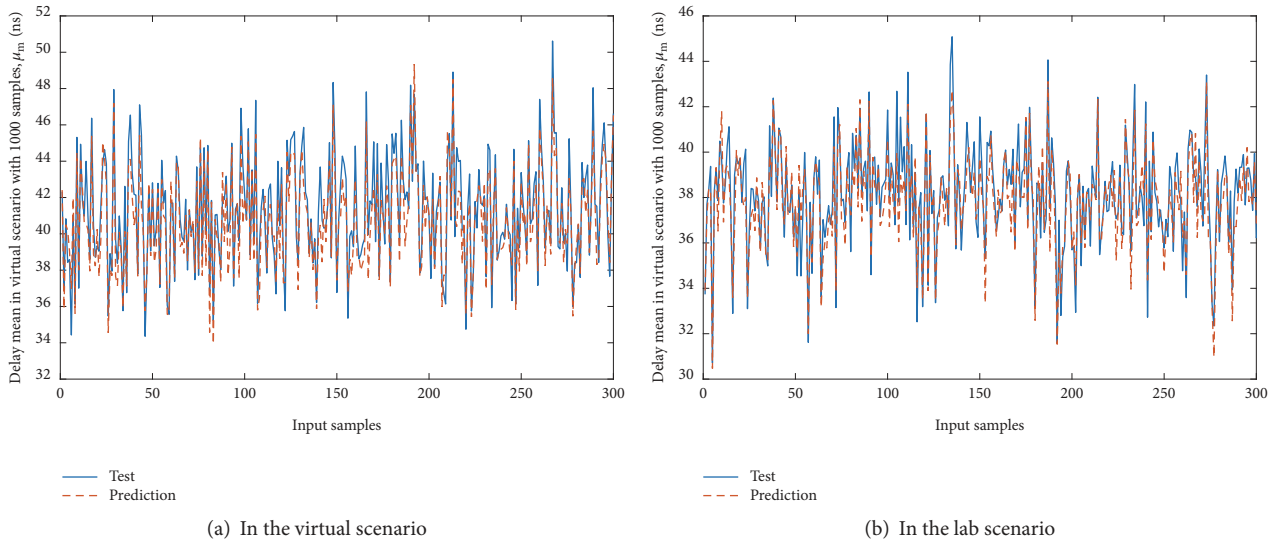 Delay mean in virtual scenario with 1000 samples, μm (ns)
52
50
48
46
44
42
40
38
36
34
32
0 50 100 150 200 250 300
Input samples
Test
Prediction
(a) In the virtual scenario
Delay mean in virtual scenario with 1000 samples, μm (ns)
46
44
42
40
38
36
34
32
30
0 50 100 150 200 250 300
Input samples
Test
Prediction
(b) In the lab scenario